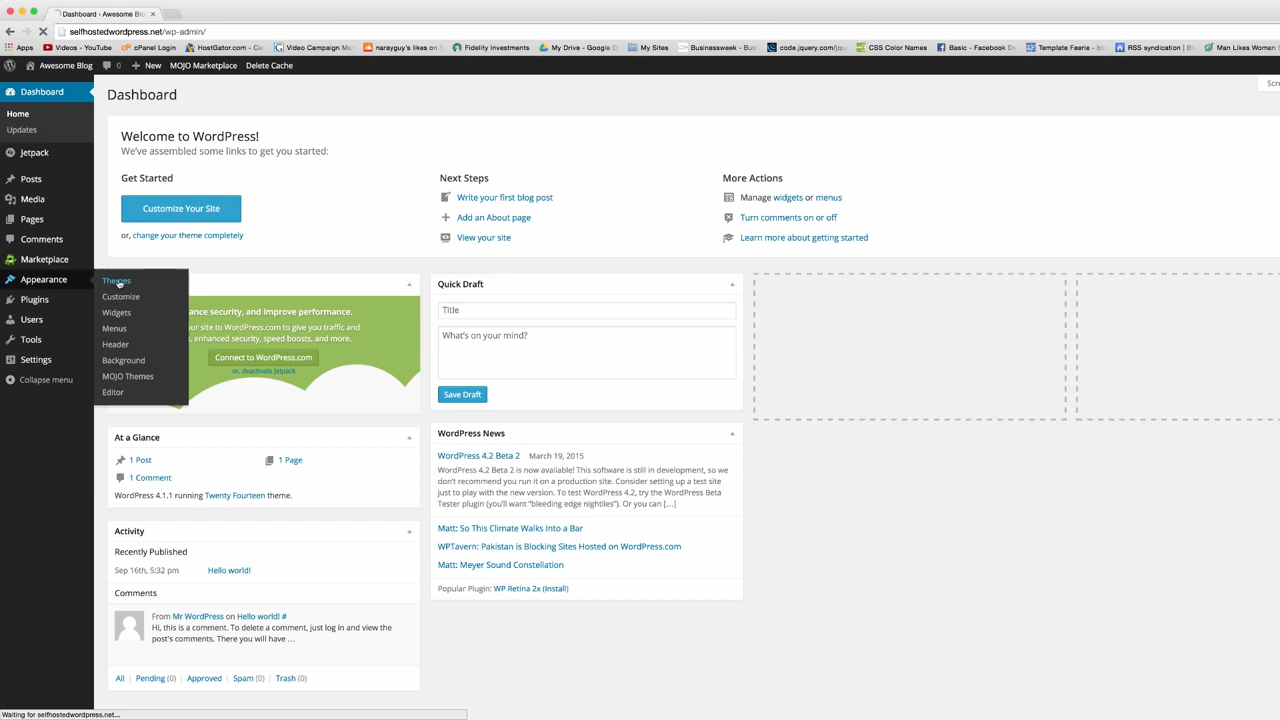 Dashboard ‹ Awesome Blo
selfhostedwordpress.net/wp-admin/
Apps
Videos - YouTube
cPanel Login
HostGator.com - Ca
Video Campaign Ma
narayguy's likes on
Fidelity Investments
My Drive - Google D
My Sites
Businessweek - Bus
code.jquery.com/jq
CSS Color Names
Basic - Facebook De
Template Faerie - blo
RSS syndication | B
Man Likes Woman B
Awesome Blog
0
New
MOJO Marketplace
Delete Cache
Dashboard
Home
Updates
Jetpack
Posts
Media
Pages
Comments
Marketplace
Appearance
Plugins
Users
Tools
Settings
Collapse menu
Themes
Customize
Widgets
Menus
Header
Background
MOJO Themes
Editor
Dashboard
Scre
Welcome to WordPress!
We've assembled some links to get you started:
Get Started
Customize Your Site
or, change your theme completely
Next Steps
Write your first blog post
Add an About page
View your site
More Actions
Manage widgets or menus
Turn comments on or off
Learn more about getting started
ance security, and improve performance.
our site to WordPress.com to give you traffic and
, enhanced security, speed boosts, and more.
Connect to WordPress.com
or, deactivate Jetpack
At a Glance
1 Post
1 Page
1 Comment
WordPress 4.1.1 running Twenty Fourteen theme.
Activity
Recently Published
Sep 16th, 5:32 pm Hello world!
Comments
From Mr WordPress on Hello world! #
Hi, this is a comment. To delete a comment, just log in and view the
post's comments. There you will have …
All
Pending (0)
Approved
Spam (0)
Trash (0)
Quick Draft
Title
What's on your mind?
Save Draft
WordPress News
WordPress 4.2 Beta 2 March 19, 2015
WordPress 4.2 Beta 2 is now available! This software is still in development, so we
don't recommend you run it on a production site. Consider setting up a test site
just to play with the new version. To test WordPress 4.2, try the WordPress Beta
Tester plugin (you'll want "bleeding edge nightlies"). Or you can […]
Matt: So This Climate Walks Into a Bar
WPTavern: Pakistan is Blocking Sites Hosted on WordPress.com
Matt: Meyer Sound Constellation
Popular Plugin: WP Retina 2x (Install)
Waiting for selfhostedwordpress.net...